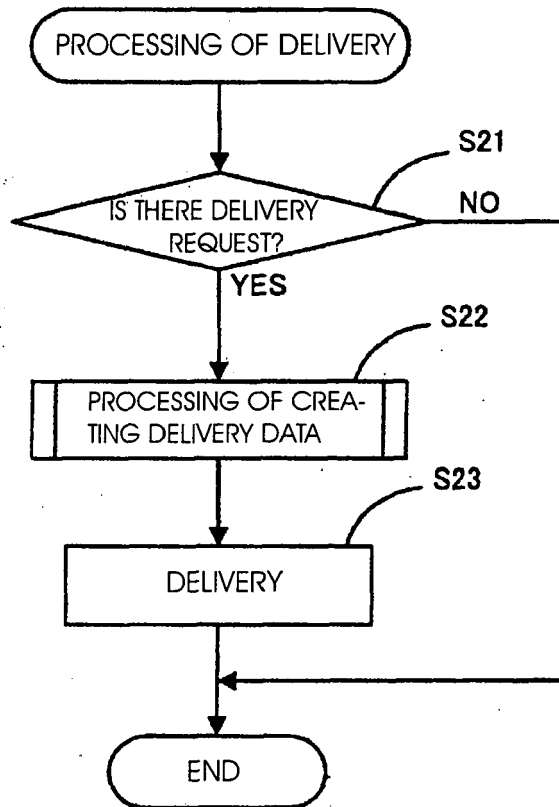 PROCESSING OF DELIVERY
S21
IS THERE DELIVERY
REQUEST?
NO
YES
S22
PROCESSING OF CREA-
TING DELIVERY DATA
S23
DELIVERY
END